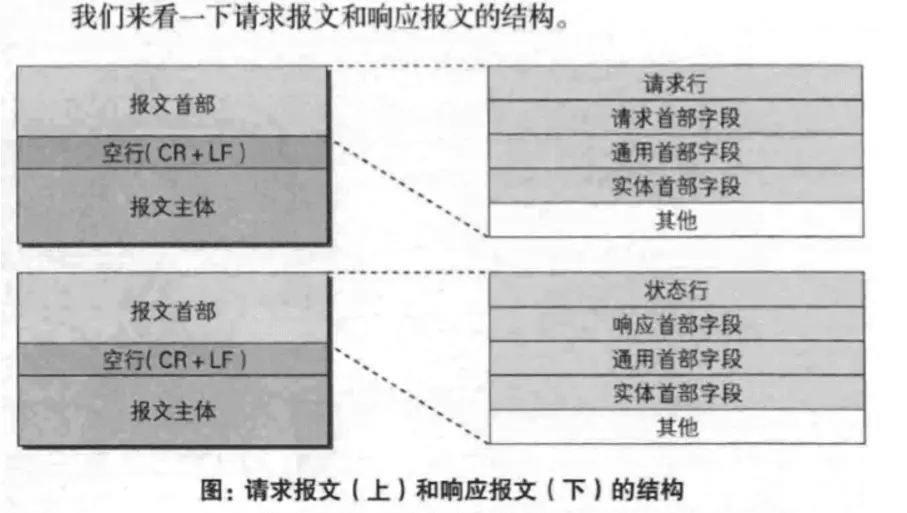 我们来看一下请求报文和响应报文的结构。
报文首部
空行(CR+LF)
报文主体
请求行
请求首部字段
通用首部字段
实体首部字段
其他
报文首部
空行(CR+LF)
报文主体
状态行
响应首部字段
通用首部字段
实体首部字段
其他
图：请求报文（上）和响应报文（下）的结构